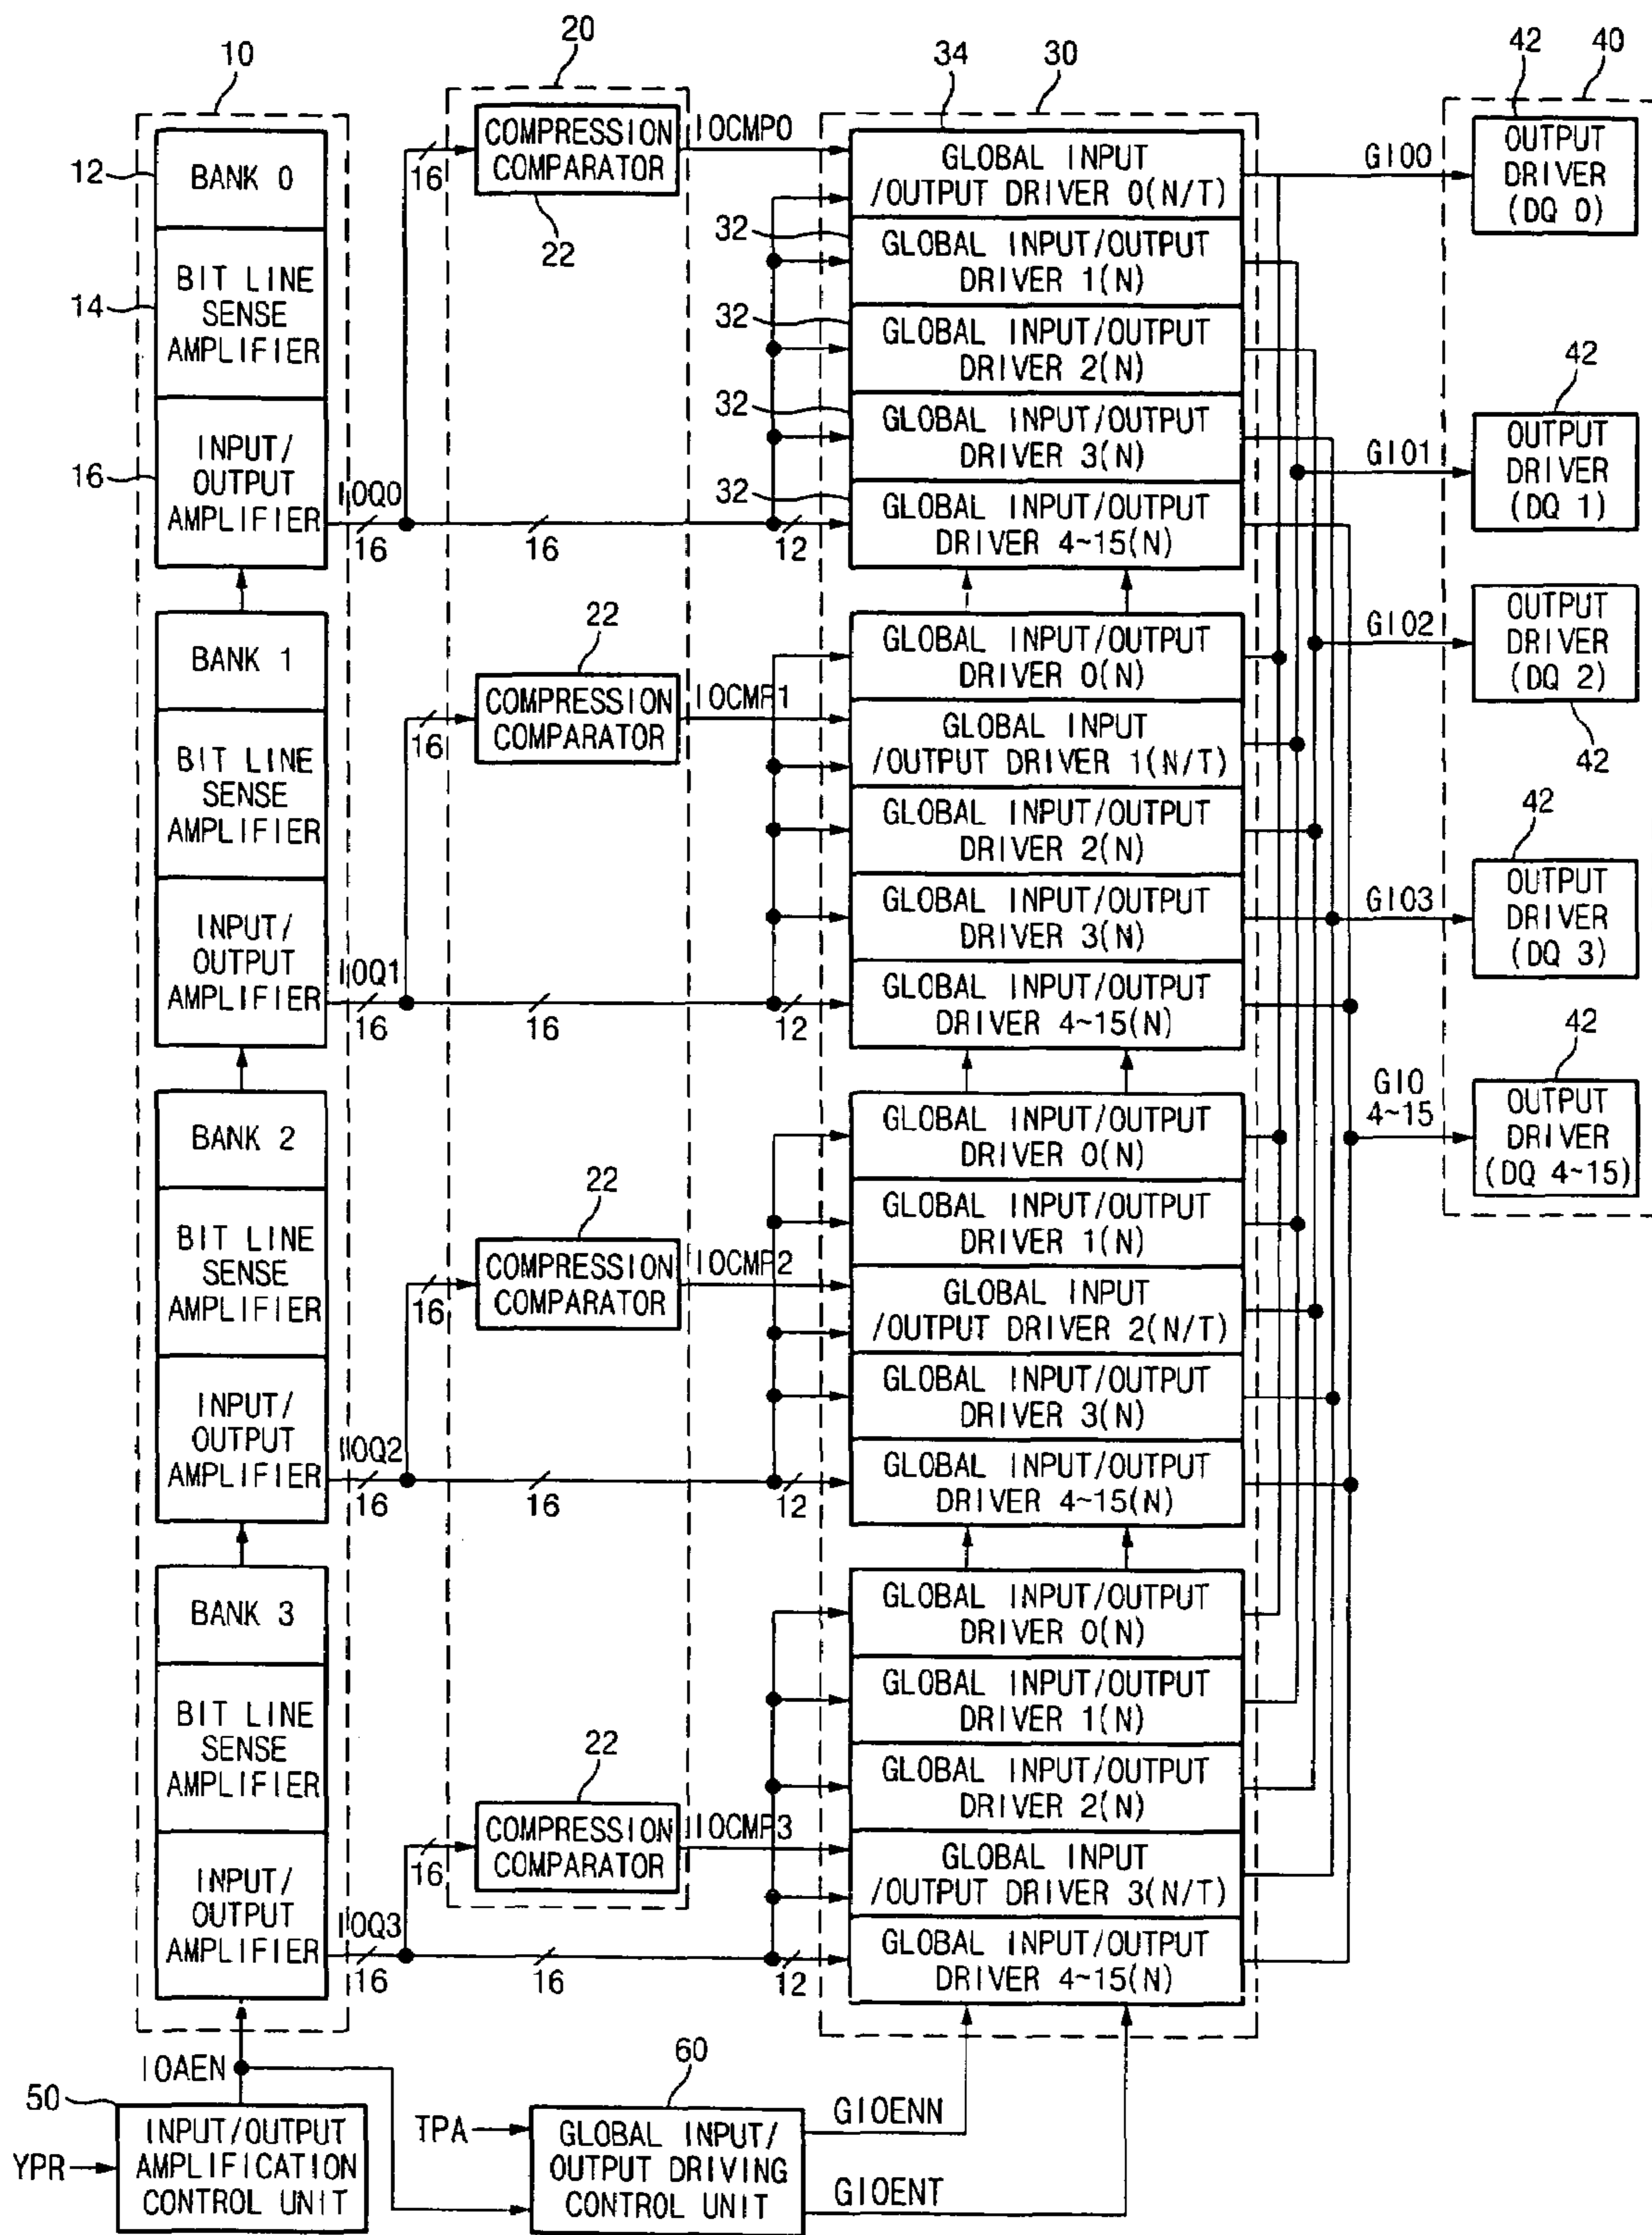 10
12
BANK 0
14
BIT LINE
SENSE
AMPLIFIER
16
INPUT/
OUTPUT
AMPLIFIER
IOQ0
16
BANK 1
BIT LINE
SENSE
AMPLIFIER
INPUT/
OUTPUT
AMPLIFIER
IOQ1
16
BANK 2
BIT LINE
SENSE
AMPLIFIER
INPUT/
OUTPUT
AMPLIFIER
IOQ2
16
BANK 3
BIT LINE
SENSE
AMPLIFIER
INPUT/
OUTPUT
AMPLIFIER
IOQ3
16
20
16
COMPRESSION
COMPARATOR
22
IOCMP0
16
22
16
COMPRESSION
COMPARATOR
IOCMP1
16
22
16
COMPRESSION
COMPARATOR
IOCMP2
16
22
16
COMPRESSION
COMPARATOR
IOCMP3
16
34
30
GLOBAL INPUT
/OUTPUT DRIVER 0(N/T)
32
GLOBAL INPUT/OUTPUT
DRIVER 1(N)
32
GLOBAL INPUT/OUTPUT
DRIVER 2(N)
32
GLOBAL INPUT/OUTPUT
DRIVER 3(N)
32
GLOBAL INPUT/OUTPUT
DRIVER 4~15(N)
12
GLOBAL INPUT/OUTPUT
DRIVER 0(N)
GLOBAL INPUT
/OUTPUT DRIVER 1(N/T)
GLOBAL INPUT/OUTPUT
DRIVER 2(N)
GLOBAL INPUT/OUTPUT
DRIVER 3(N)
GLOBAL INPUT/OUTPUT
DRIVER 4~15(N)
12
GLOBAL INPUT/OUTPUT
DRIVER 0(N)
GLOBAL INPUT/OUTPUT
DRIVER 1(N)
GLOBAL INPUT
/OUTPUT DRIVER 2(N/T)
GLOBAL INPUT/OUTPUT
DRIVER 3(N)
GLOBAL INPUT/OUTPUT
DRIVER 4~15(N)
12
GLOBAL INPUT/OUTPUT
DRIVER 0(N)
GLOBAL INPUT/OUTPUT
DRIVER 1(N)
GLOBAL INPUT/OUTPUT
DRIVER 2(N)
GLOBAL INPUT
/OUTPUT DRIVER 3(N/T)
GLOBAL INPUT/OUTPUT
DRIVER 4~15(N)
12
42
40
GIO0
OUTPUT
DRIVER
(DQ 0)
42
GIO1
OUTPUT
DRIVER
(DQ 1)
GIO2
OUTPUT
DRIVER
(DQ 2)
42
42
GIO3
OUTPUT
DRIVER
(DQ 3)
42
GIO
4~15
OUTPUT
DRIVER
(DQ 4~15)
IOAEN
50
YPR
INPUT/OUTPUT
AMPLIFICATION
CONTROL UNIT
60
TPA
GLOBAL INPUT/
OUTPUT DRIVING
CONTROL UNIT
GIOENN
GIOENT